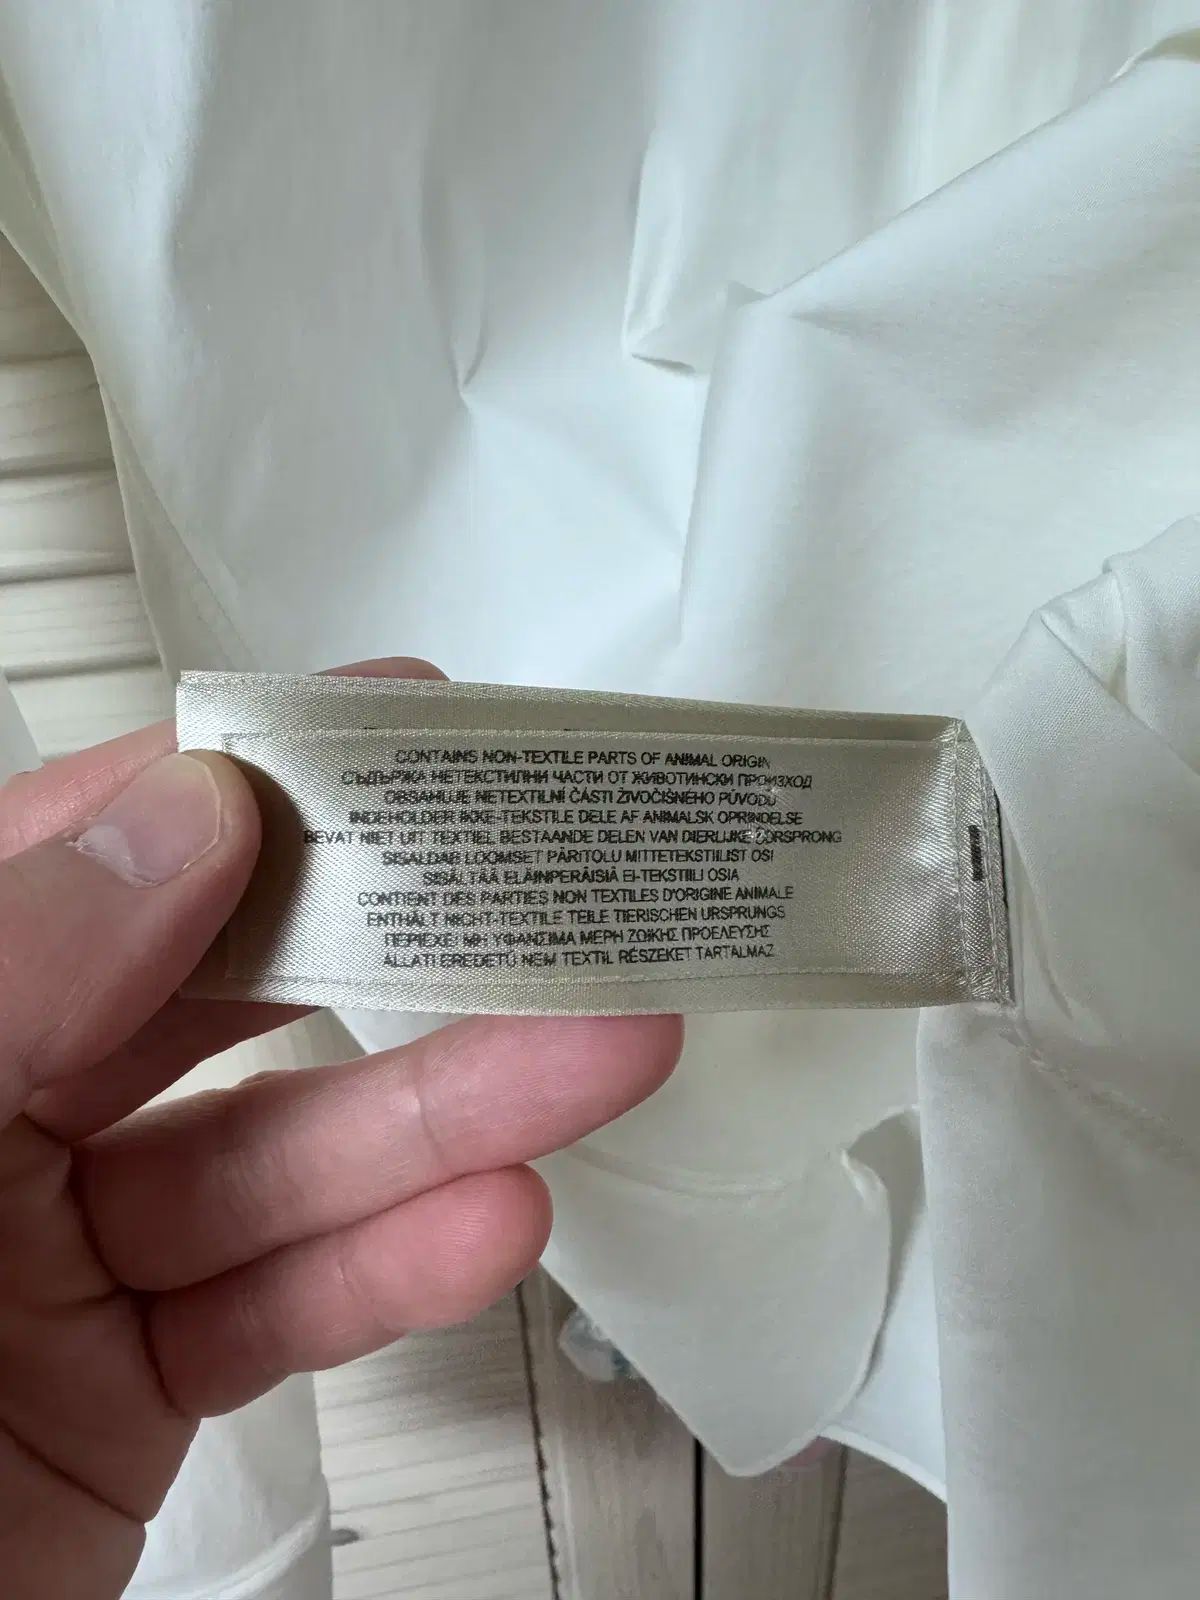 CONTAINS NON-TEXTILE PARTS OF ANIMAL ORIGIN
СЪДЪРЖА НЕТЕКСТИЛНИ ЧАСТИ ОТ ЖИВОТИНСКИ ПРОИЗХОД
OBSAHUJE NETEXTILNÍ ČÁSTI ŽIVOČIŠNÉHO PŮVODU
INDEHOLDER IKKE-TEKSTILE DELE AF ANIMALSK OPRINDELSE
BEVAT NIET UIT TEXTIEL BESTAANDE DELEN VAN DIERLIJKE OORSPRONG
SISALDAB LOOMSET PÄRITOLU MITTETEKSTIILIST OSI
SISÄLTÄÄ ELÄINPERÄISIÄ EI-TEKSTIILI OSIA
CONTIENT DES PARTIES NON TEXTILES D'ORIGINE ANIMALE
ENTHÄLT NICHT-TEXTILE TEILE TIERISCHEN URSPRUNGS
ΠΕΡΙΕΧΕΙ ΜΗ ΥΦΑΝΣΙΜΑ ΜΕΡΗ ΖΩΙΚΗΣ ΠΡΟΕΛΕΥΣΗΣ
ÁLLATI EREDETŰ NEM TEXTIL RÉSZEKET TARTALMAZ